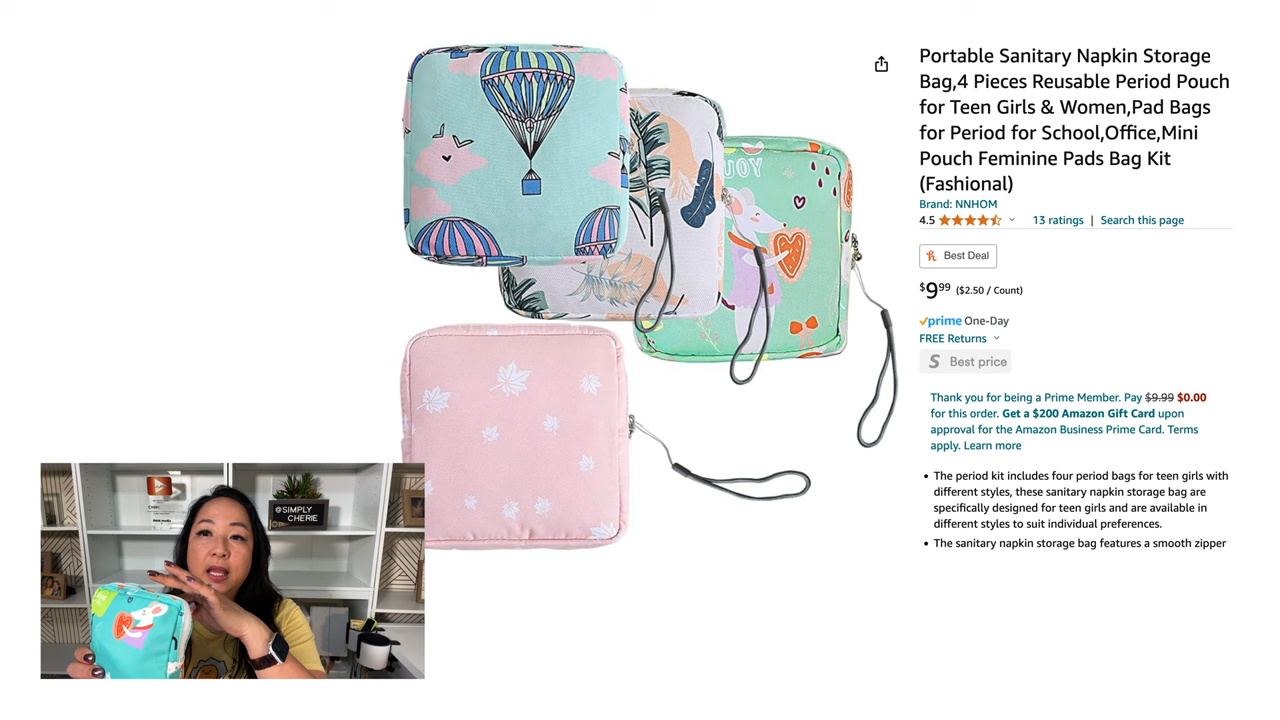 Portable Sanitary Napkin Storage
Bag,4 Pieces Reusable Period Pouch
for Teen Girls & Women,Pad Bags
for Period for School,Office,Mini
Pouch Feminine Pads Bag Kit
(Fashional)
Brand: NNHOM
4.5 13 ratings | Search this page
Best Deal
$9.99 ($2.50 / Count)
prime One-Day
FREE Returns
S Best price
Thank you for being a Prime Member. Pay $9.99 $0.00
for this order. Get a $200 Amazon Gift Card upon
approval for the Amazon Business Prime Card. Terms
apply. Learn more
• The period kit includes four period bags for teen girls with
different styles, these sanitary napkin storage bag are
specifically designed for teen girls and are available in
different styles to suit individual preferences.
• The sanitary napkin storage bag features a smooth zipper
YOU
@SIMPLY
CHERIE